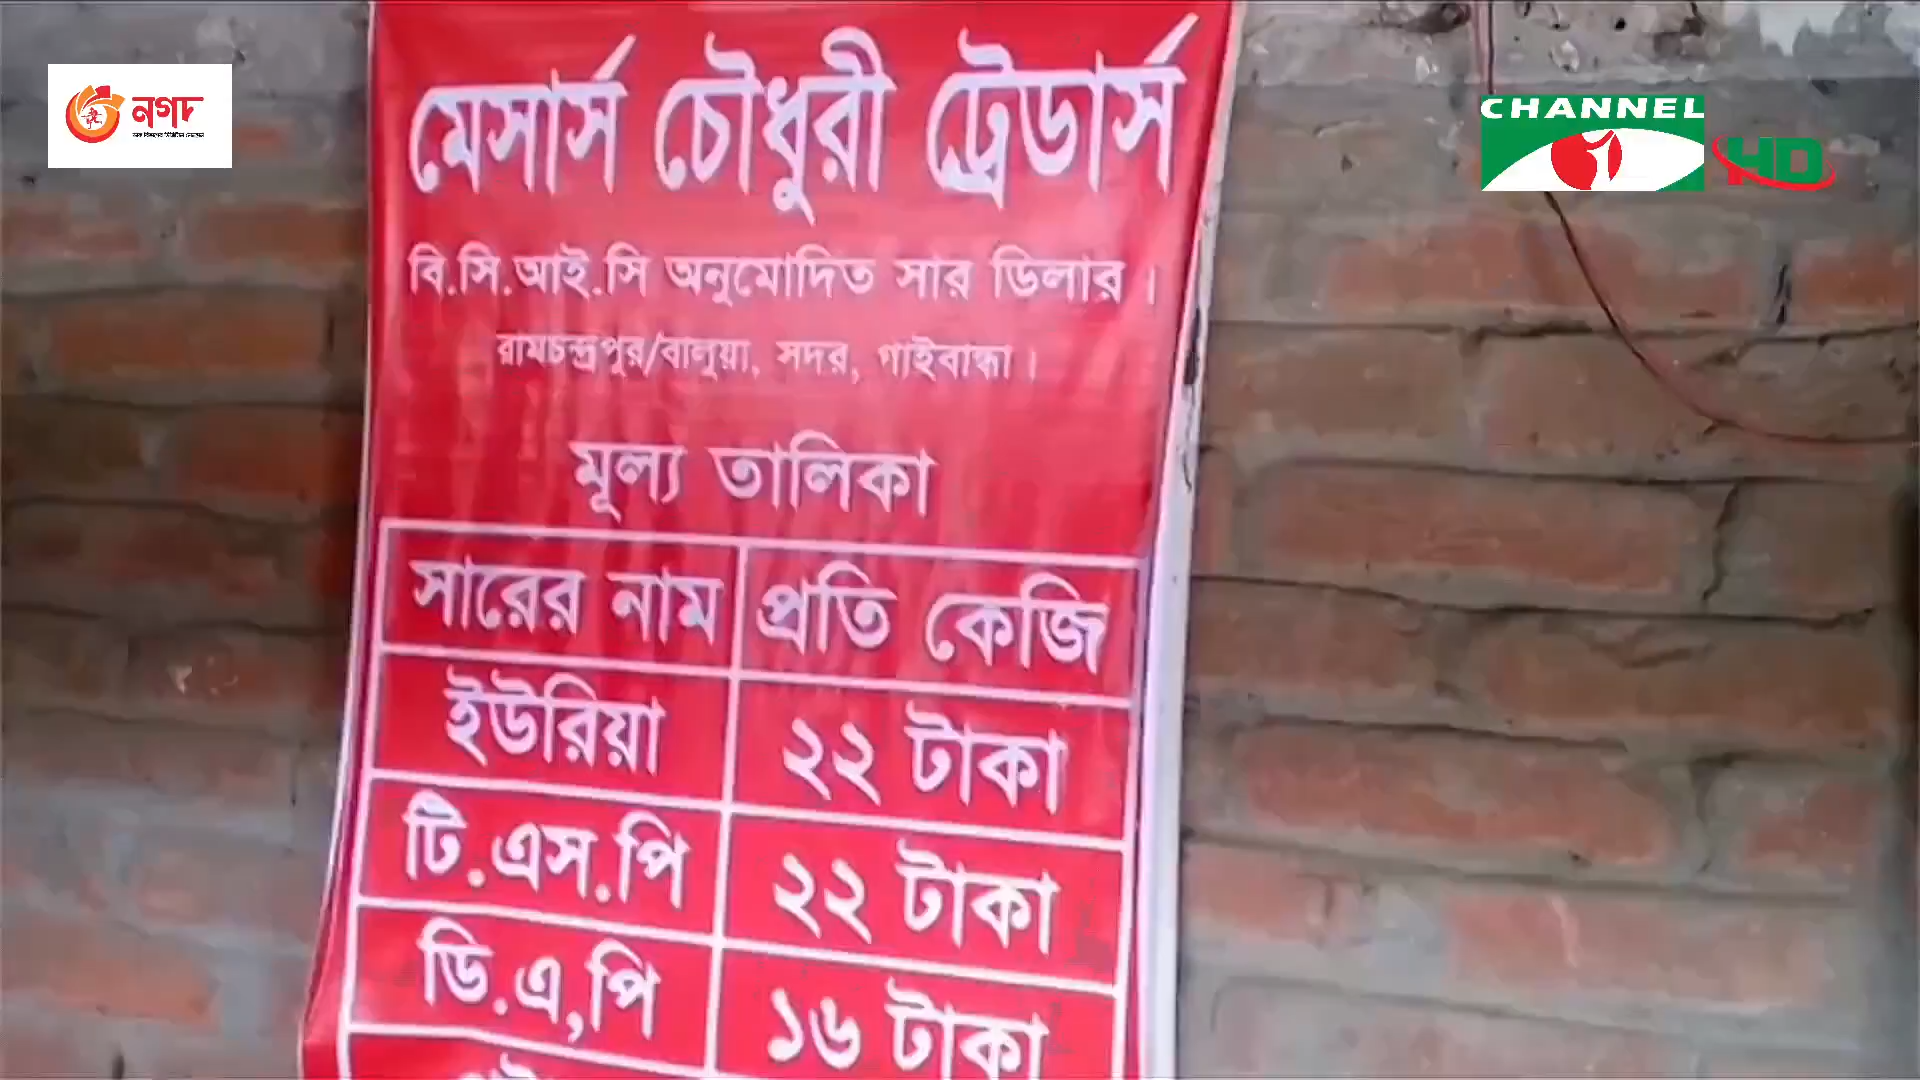 নগদ
CHANNEL
HD
মেসার্স চৌধুরী ট্রেডার্স
বি.সি.আই.সি অনুমোদিত সার ডিলার।
রামচন্দ্রপুর/বালুয়া, সদর, গাইবান্ধা।
মূল্য তালিকা
সারের নাম প্রতি কেজি
ইউরিয়া ২২ টাকা
টি.এস.পি ২২ টাকা
ডি.এ,পি ১৬ টাকা